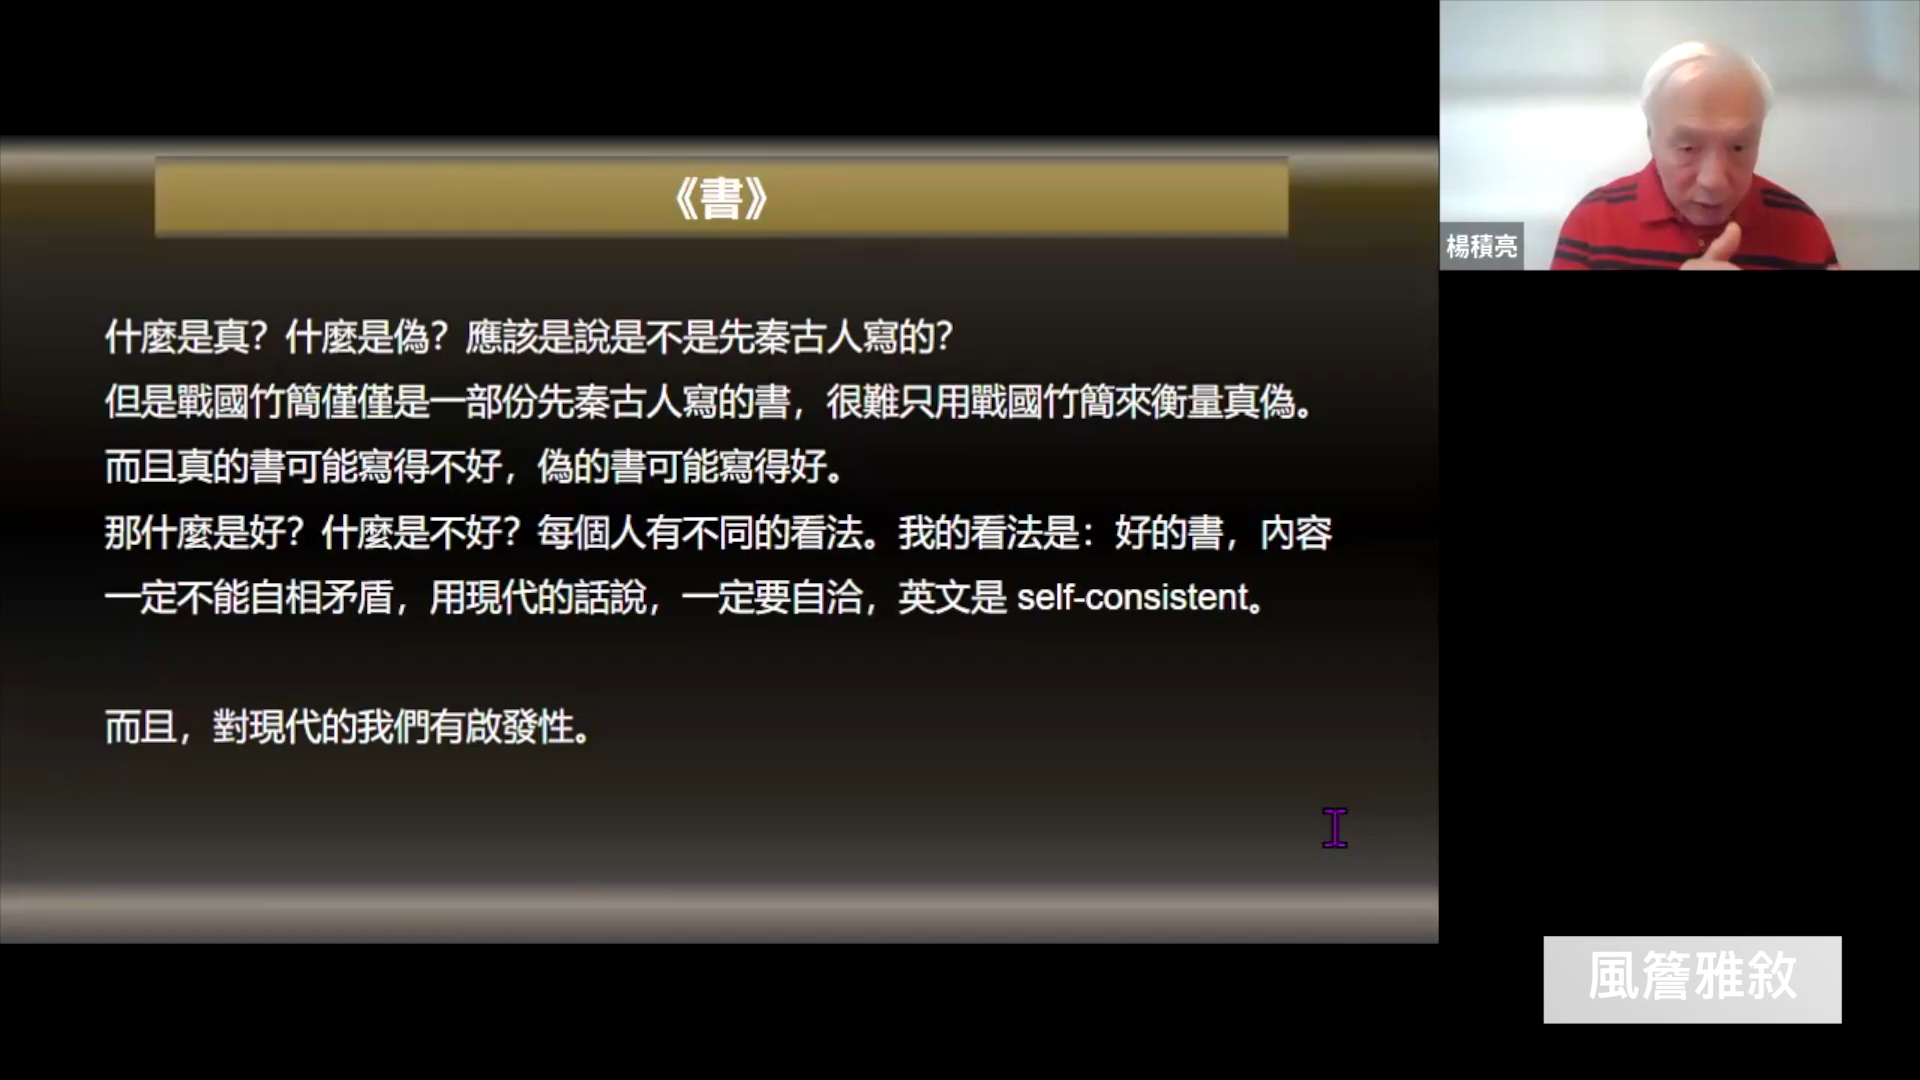 《書》
什麼是真？什麼是偽？應該是說是不是先秦古人寫的？
但是戰國竹簡僅僅是一部份先秦古人寫的書，很難只用戰國竹簡來衡量真偽。
而且真的書可能寫得不好，偽的書可能寫得好。
那什麼是好？什麼是不好？每個人有不同的看法。我的看法是：好的書，內容
一定不能自相矛盾，用現代的話說，一定要自洽，英文是 self-consistent。
而且，對現代的我們有啟發性。
楊積亮
風簷雅敘